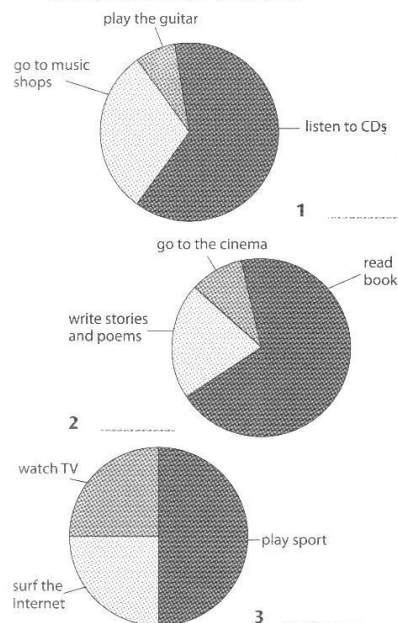 play the guitar
go to music
shops
listen to CDs
1
go to the cinema
read
book
write stories
and poems
2
watch TV
play sport
surf the
Internet
3